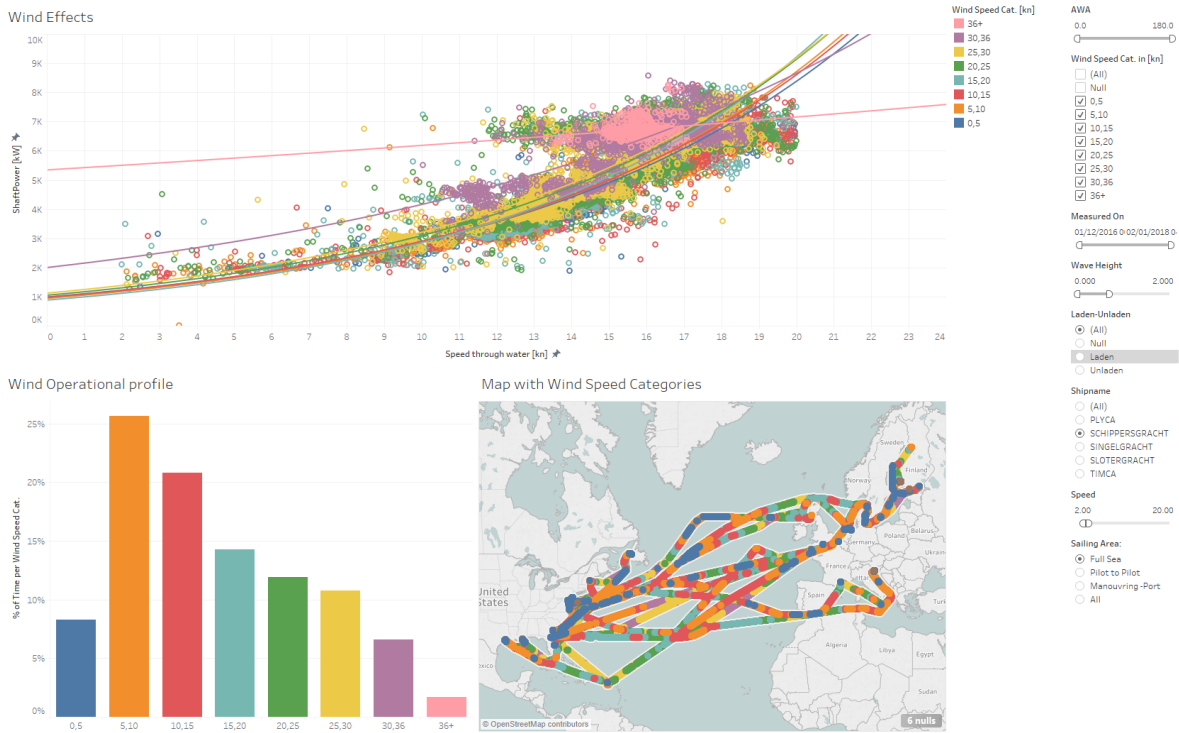 Wind Effects
10K
9K
8K
7K
6K
5K
4K
3K
2K
1K
0K
ShaftPower [kW]
0 1 2 3 4 5 6 7 8 9 10 11 12 13 14 15 16 17 18 19 20 21 22 23 24
Speed through water [kn]
Wind Speed Cat. [kn]
36+
30,36
25,30
20,25
15,20
10,15
5,10
0,5
AWA
0.0 180.0
Wind Speed Cat. in [kn]
(All)
Null
0,5
5,10
10,15
15,20
20,25
25,30
30,36
36+
Measured On
01/12/2016 0 02/01/2018 0
Wave Height
0.000 2.000
Laden-Unladen
(All)
Null
Laden
Unladen
Shipname
(All)
PLYCA
SCHIPPERSGRACHT
SINGELGRACHT
SLOTERGRACHT
TIMCA
Speed
2.00 20.00
Sailing Area:
Full Sea
Pilot to Pilot
Manouvring -Port
All
Wind Operational profile
25%
20%
15%
10%
5%
0%
% of Time per Wind Speed Cat.
0,5 5,10 10,15 15,20 20,25 25,30 30,36 36+
Map with Wind Speed Categories
Sweden
Finland
Norway
Belarus
Poland
Germany
Ukrain
France
Ital
Spain
Turk
United
States
Algeria
Libya
Egypt
exico
Sudan
© OpenStreetMap contributors
6 nulls